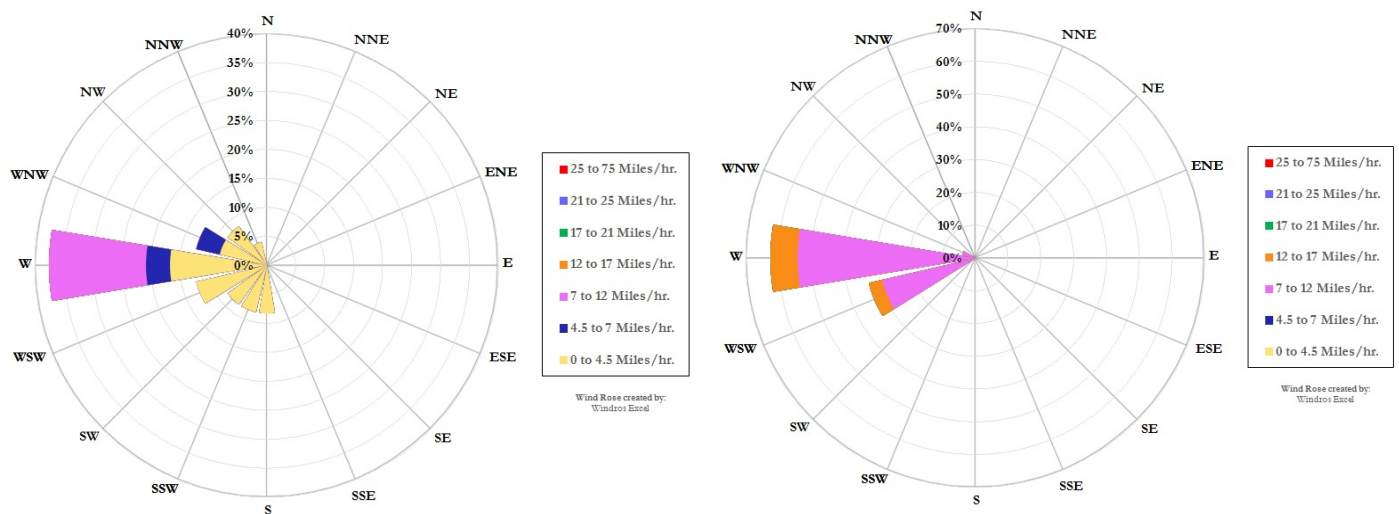 N
NNE
NE
ENE
E
ESE
SE
SSE
S
SSW
SW
WSW
W
WNW
NW
NNW
40%
35%
30%
25%
20%
15%
10%
5%
0%
25 to 75 Miles/hr.
21 to 25 Miles/hr.
17 to 21 Miles/hr.
12 to 17 Miles/hr.
7 to 12 Miles/hr.
4.5 to 7 Miles/hr.
0 to 4.5 Miles/hr.
Wind Rose created by:
Windros Excel
N
NNE
NE
ENE
E
ESE
SE
SSE
S
SSW
SW
WSW
W
WNW
NW
NNW
70%
60%
50%
40%
30%
20%
10%
0%
25 to 75 Miles/hr.
21 to 25 Miles/hr.
17 to 21 Miles/hr.
12 to 17 Miles/hr.
7 to 12 Miles/hr.
4.5 to 7 Miles/hr.
0 to 4.5 Miles/hr.
Wind Rose created by:
Windros Excel